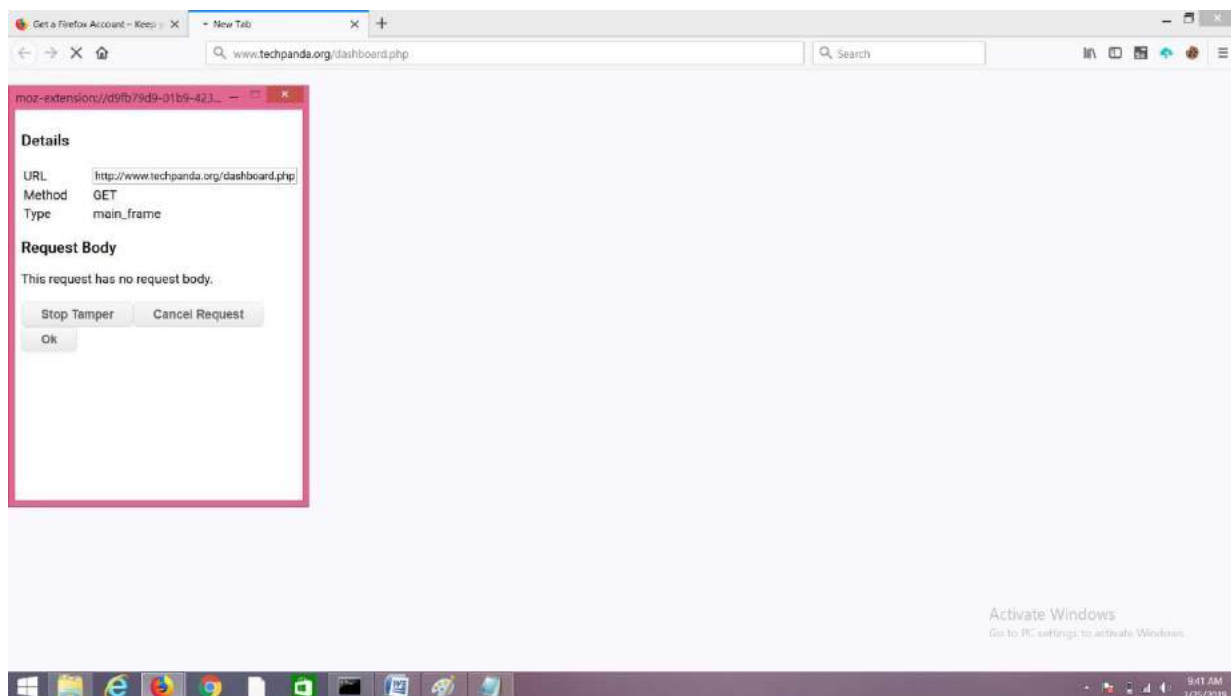 Get a Firefox Account – Keep y
New Tab
www.techpanda.org/dashboard.php
Search
moz-extension://d9fb79d9-01b9-423...
Details
URL http://www.techpanda.org/dashboard.php
Method GET
Type main_frame
Request Body
This request has no request body.
Stop Tamper Cancel Request
Ok
Activate Windows
Go to PC settings to activate Windows.
9:41 AM